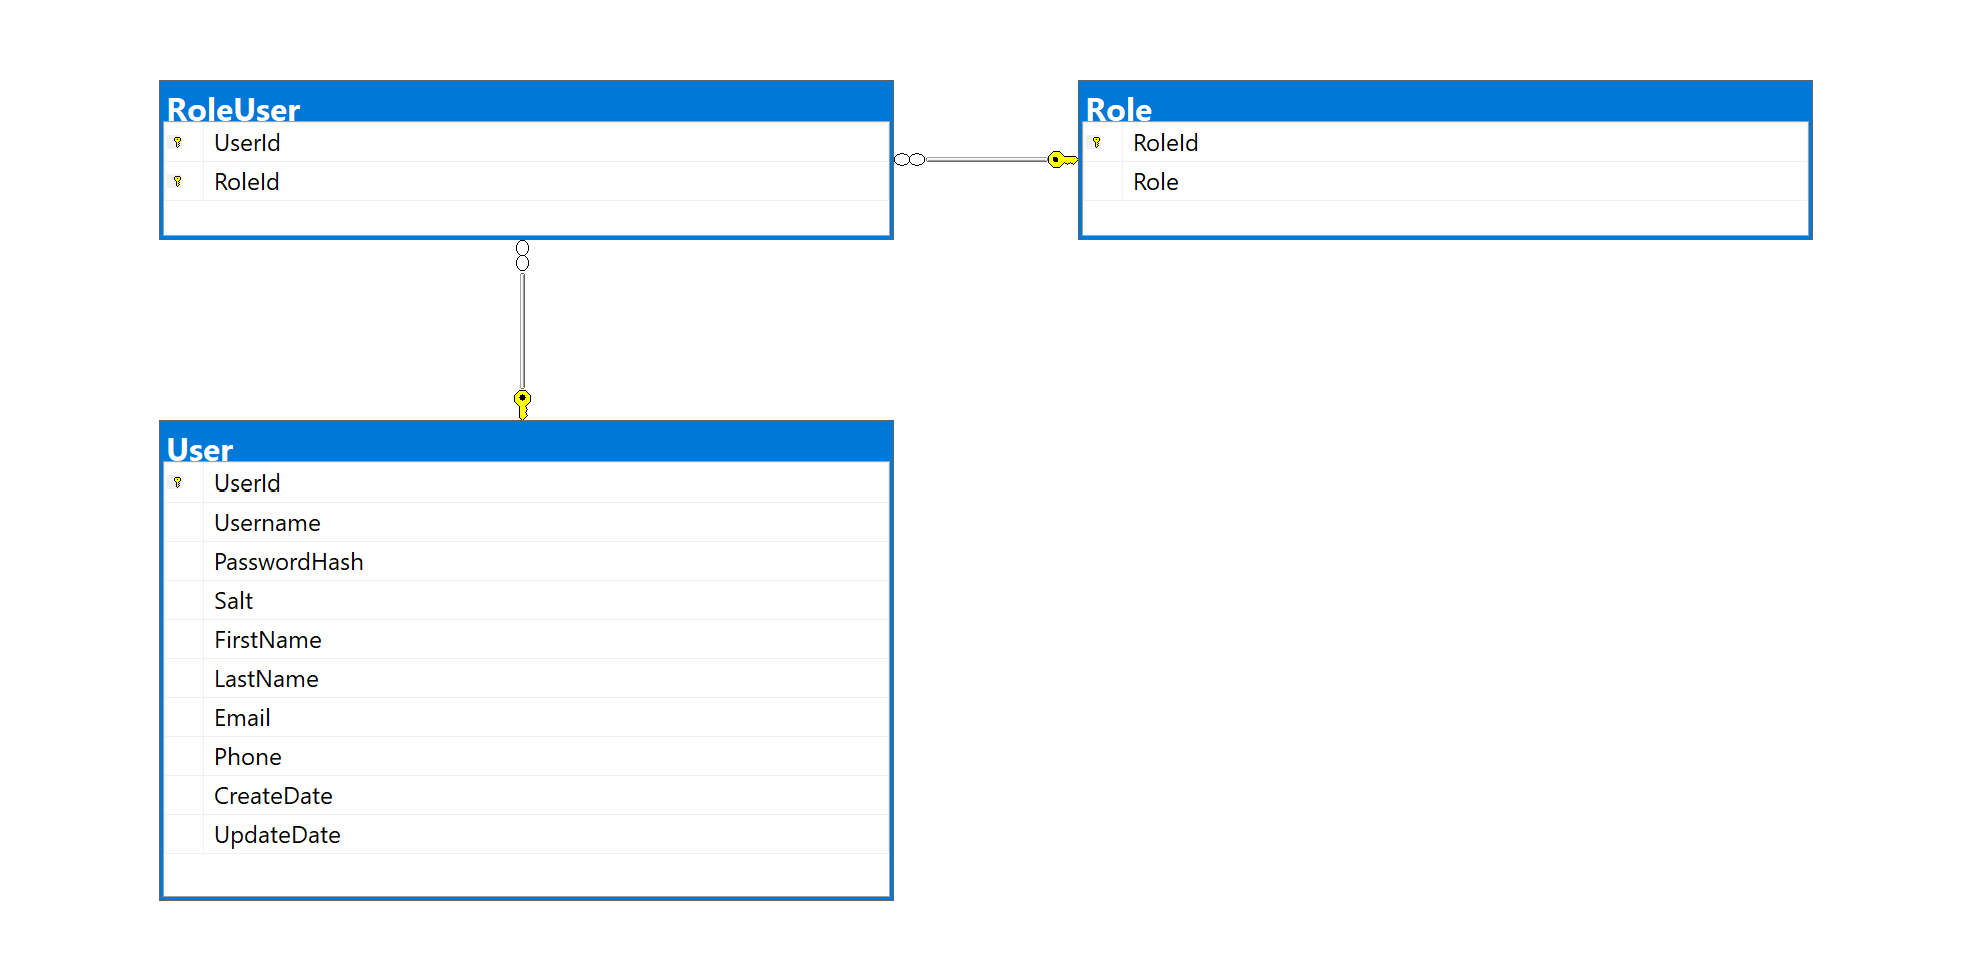 RoleUser
UserId
RoleId
Role
RoleId
Role
User
UserId
Username
PasswordHash
Salt
FirstName
LastName
Email
Phone
CreateDate
UpdateDate